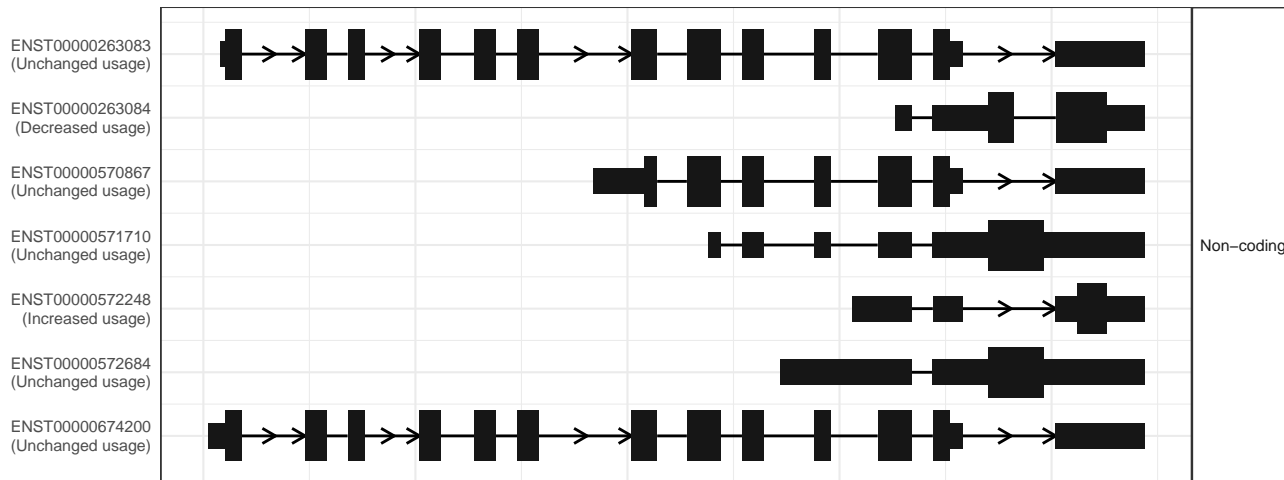 ENST00000263083
(Unchanged usage)
ENST00000263084
(Decreased usage)
ENST00000570867
(Unchanged usage)
ENST00000571710
(Unchanged usage)
Non−coding
ENST00000572248
(Increased usage)
ENST00000572684
(Unchanged usage)
ENST00000674200
(Unchanged usage)